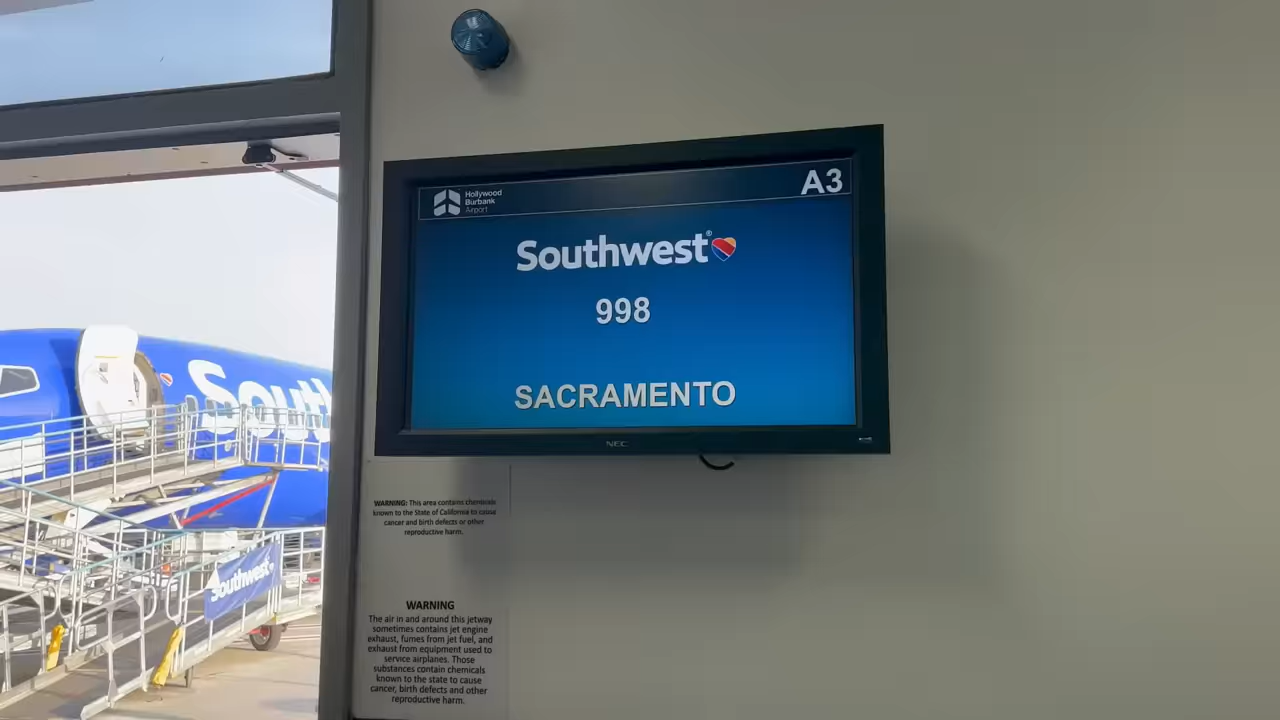 Hollywood
Burbank
Airport
A3
Southwest®
998
SACRAMENTO
NEC
WARNING: This area contains chemicals
known to the State of California to cause
cancer and birth defects or other
reproductive harm.
WARNING
The air in and around this jetway
sometimes contains jet engine
exhaust, fumes from jet fuel, and
exhaust from equipment used to
service airplanes. Those
substances contain chemicals
known to the state to cause
cancer, birth defects and other
reproductive harm.
South
Southwest